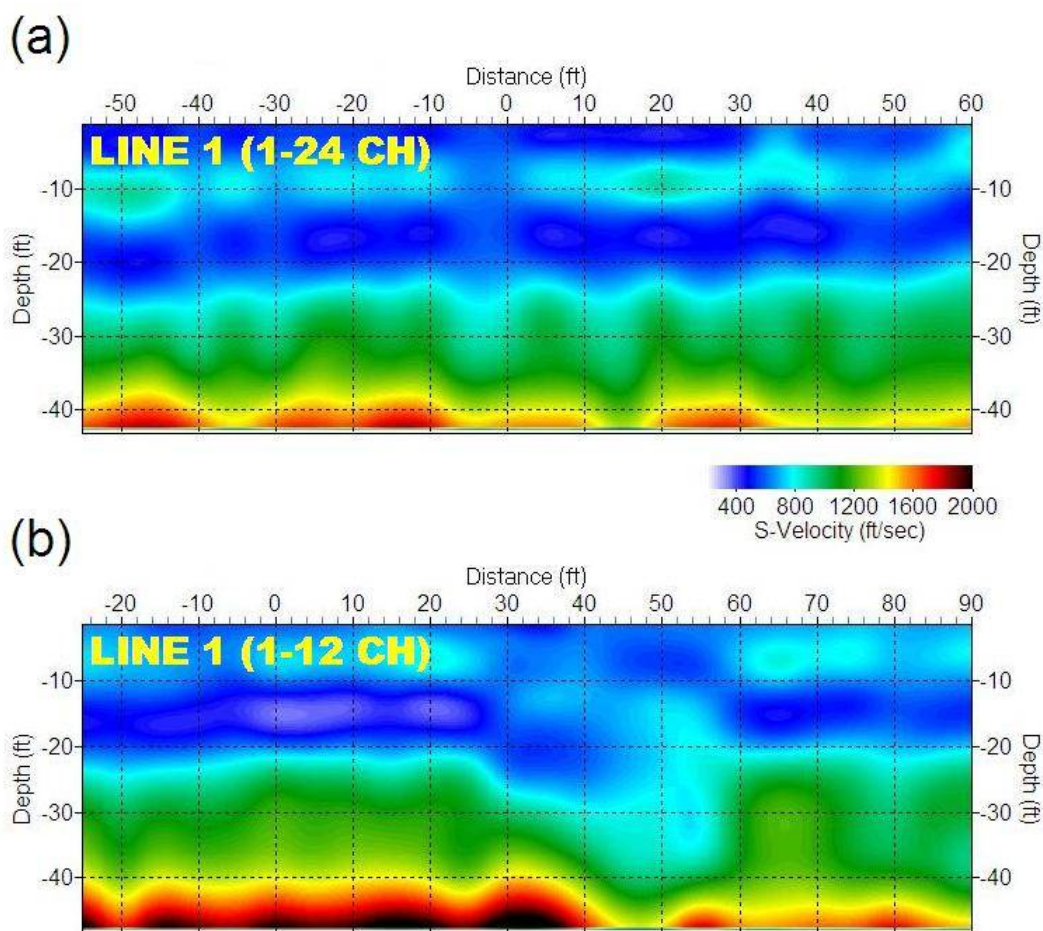 (a)
Distance (ft)
-50 -40 -30 -20 -10 0 10 20 30 40 50 60
LINE 1 (1-24 CH)
Depth (ft)
-10
-20
-30
-40
-10
-20
-30
-40
Depth (ft)
400 800 1200 1600 2000
S-Velocity (ft/sec)
(b)
Distance (ft)
-20 -10 0 10 20 30 40 50 60 70 80 90
LINE 1 (1-12 CH)
Depth (ft)
-10
-20
-30
-40
-10
-20
-30
-40
Depth (ft)